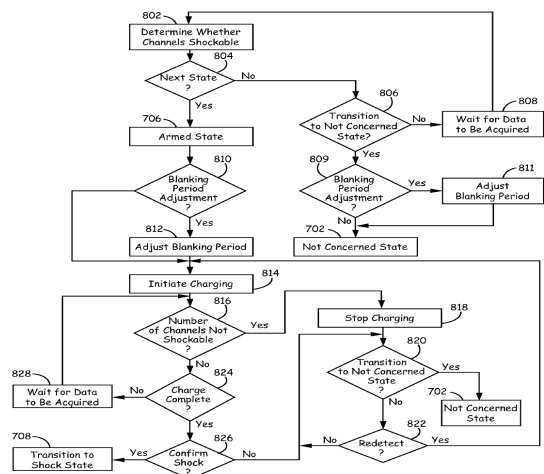 802
Determine Whether
Channels Shockable
804
Next State
?
No
Yes
706
Armed State
810
Blanking
Period
Adjustment
?
Yes
812
Adjust Blanking Period
806
Transition
to Not Concerned
State?
No
808
Wait for Data
to Be Acquired
Yes
809
Blanking
Period
Adjustment
?
Yes
811
Adjust
Blanking Period
No
702
Not Concerned State
814
Initiate Charging
816
Number
of Channels Not
Shockable
?
Yes
No
818
Stop Charging
820
Transition
to Not Concerned
State
?
Yes
No
702
Not Concerned
State
822
Redetect
?
Yes
No
824
Charge
Complete
?
No
Yes
828
Wait for Data
to Be Acquired
826
Confirm
Shock
?
No
Yes
708
Transition to
Shock State